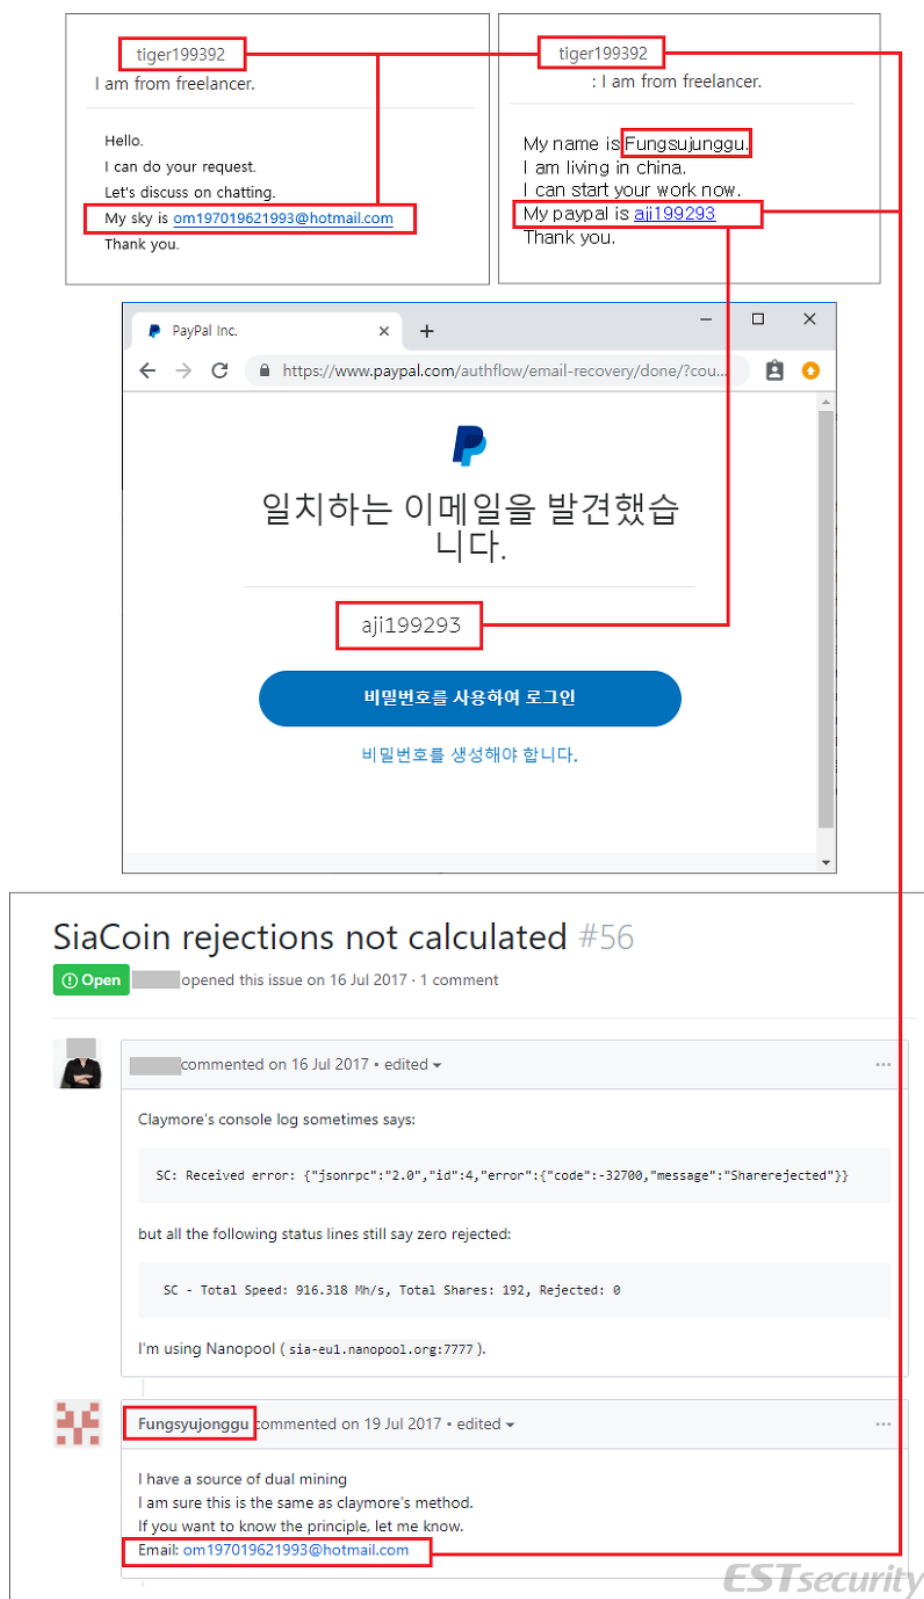 tiger199392
I am from freelancer.
Hello.
I can do your request.
Let's discuss on chatting.
My sky is om197019621993@hotmail.com
Thank you.
tiger199392
: I am from freelancer.
My name is Fungsujunggu.
I am living in china.
I can start your work now.
My paypal is aji199293
Thank you.
PayPal Inc.
https://www.paypal.com/authflow/email-recovery/done/?cou...
일치하는 이메일을 발견했습
니다.
aji199293
비밀번호를 사용하여 로그인
비밀번호를 생성해야 합니다.
SiaCoin rejections not calculated #56
Open opened this issue on 16 Jul 2017 · 1 comment
commented on 16 Jul 2017 • edited
Claymore's console log sometimes says:
SC: Received error: {"jsonrpc":"2.0","id":4,"error":{"code":-32700,"message":"Sharerejected"}}
but all the following status lines still say zero rejected:
SC - Total Speed: 916.318 Mh/s, Total Shares: 192, Rejected: 0
I'm using Nanopool ( sia-eu1.nanopool.org:7777 ).
Fungsyujonggu commented on 19 Jul 2017 • edited
I have a source of dual mining
I am sure this is the same as claymore's method.
If you want to know the principle, let me know.
Email: om197019621993@hotmail.com
ESTsecurity